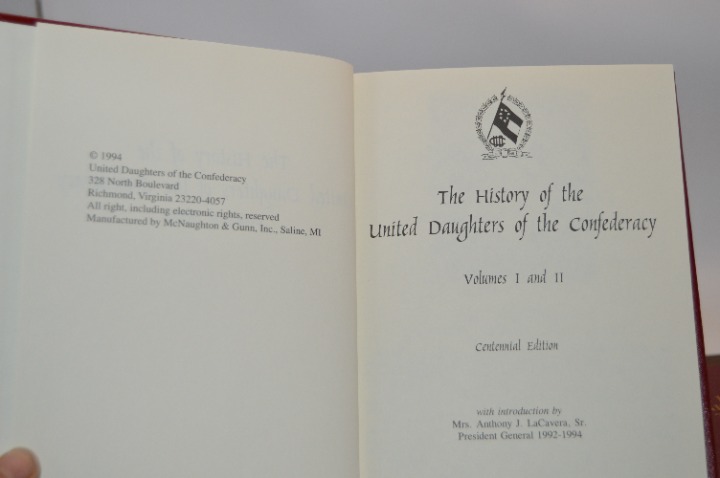 © 1994
United Daughters of the Confederacy
328 North Boulevard
Richmond, Virginia 23220-4057
All right, including electronic rights, reserved
Manufactured by McNaughton & Gunn, Inc., Saline, MI
The History of the
United Daughters of the Confederacy
Volumes I and II
Centennial Edition
with introduction by
Mrs. Anthony J. LaCavera, Sr.
President General 1992-1994